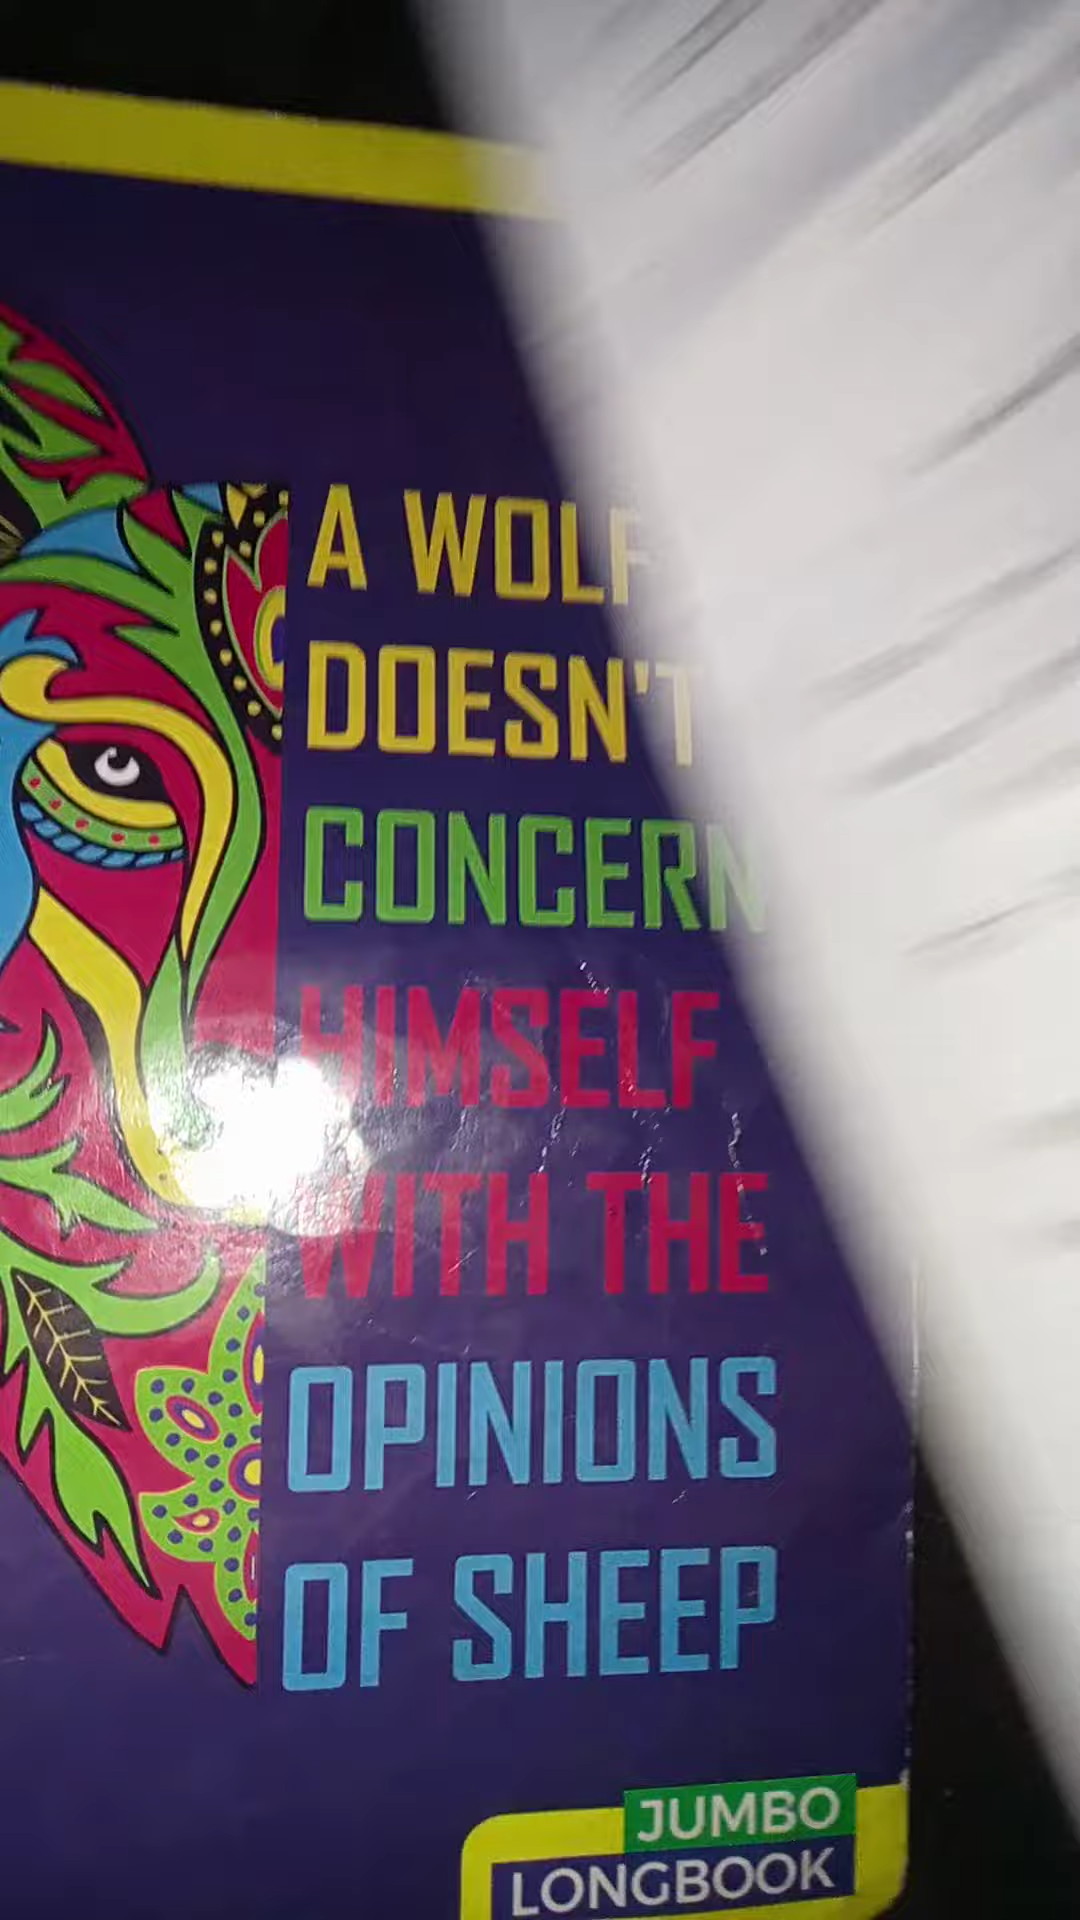 A WOLF
DOESN'T
CONCERN
HIMSELF
WITH THE
OPINIONS
OF SHEEP
JUMBO
LONGBOOK